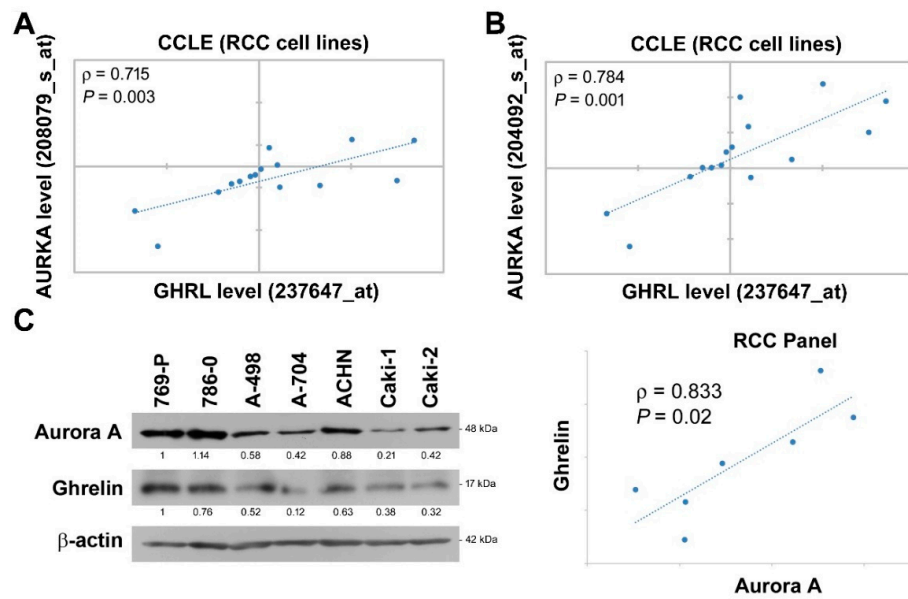 A
CCLE (RCC cell lines)
ρ = 0.715
P = 0.003
AURKA level (208079_s_at)
GHRL level (237647_at)
B
CCLE (RCC cell lines)
ρ = 0.784
P = 0.001
AURKA level (204092_s_at)
GHRL level (237647_at)
C
769-P 786-0 A-498 A-704 ACHN Caki-1 Caki-2
Aurora A 48 kDa
1 1.14 0.58 0.42 0.88 0.21 0.42
Ghrelin 17 kDa
1 0.76 0.52 0.12 0.63 0.38 0.32
β-actin 42 kDa
RCC Panel
ρ = 0.833
P = 0.02
Ghrelin
Aurora A